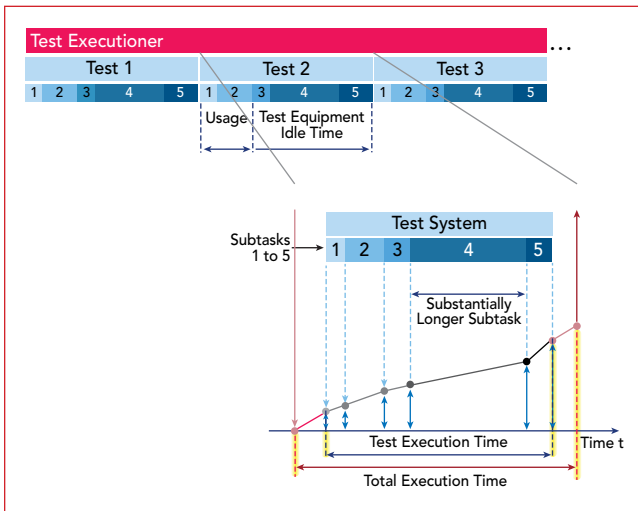 Test Executioner
...
Test 1 Test 2 Test 3
1 2 3 4 5 1 2 3 4 5 1 2 3 4 5
Usage
Test Equipment
Idle Time
Test System
Subtasks
1 to 5
1 2 3 4 5
Substantially
Longer Subtask
Test Execution Time
Time t
Total Execution Time